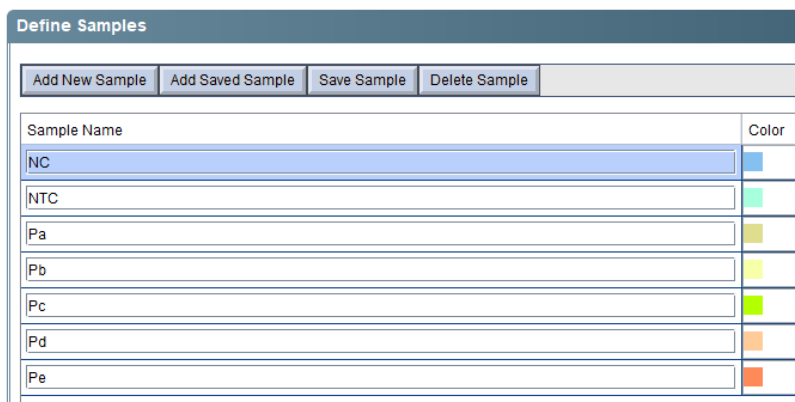 Define Samples
Add New Sample Add Saved Sample Save Sample Delete Sample
Sample Name Color
NC
NTC
Pa
Pb
Pc
Pd
Pe